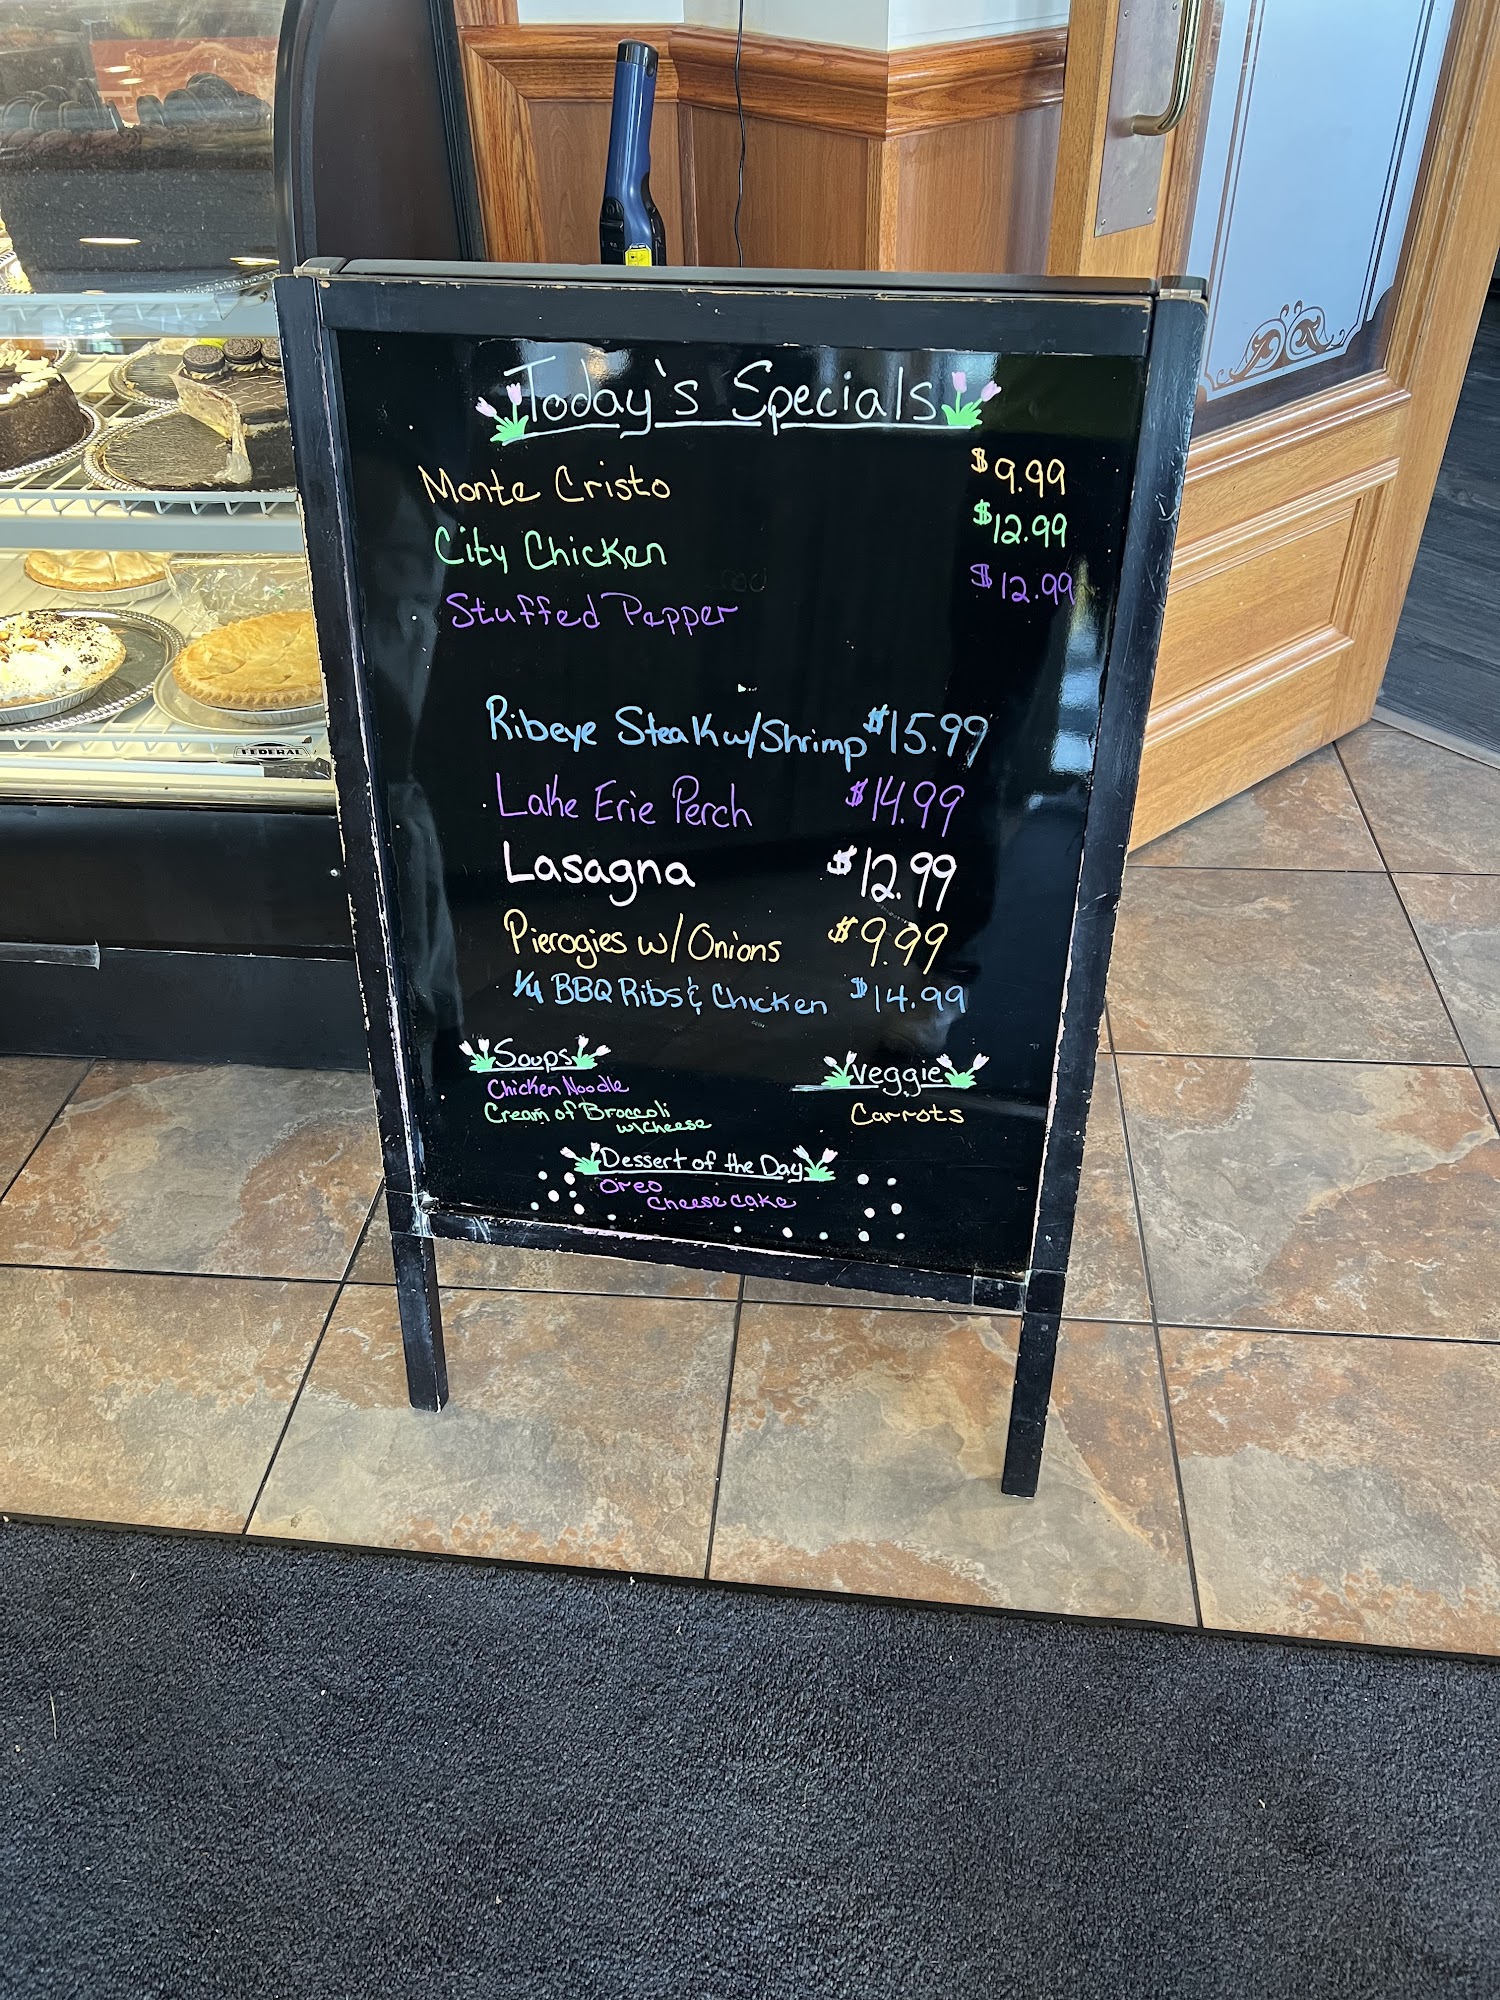 Today's Specials
Monte Cristo $9.99
City Chicken $12.99
Stuffed Pepper $12.99
Ribeye Steak w/Shrimp $15.99
Lake Erie Perch $14.99
Lasagna $12.99
Pierogies w/Onions $9.99
1/4 BBQ Ribs & Chicken $14.99
Soups
Chicken Noodle
Cream of Broccoli
w/Cheese
Veggie
Carrots
Dessert of the Day
Oreo
Cheesecake
FEDERAL